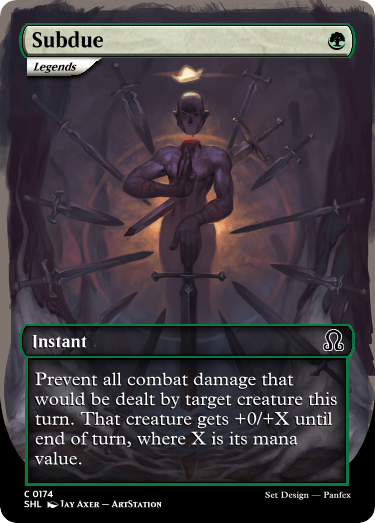 Subdue
Legends
Instant
Prevent all combat damage that
would be dealt by target creature this
turn. That creature gets +0/+X until
end of turn, where X is its mana
value.
C 0174
SHL Jay Axer — ArtStation
Set Design — Panfex